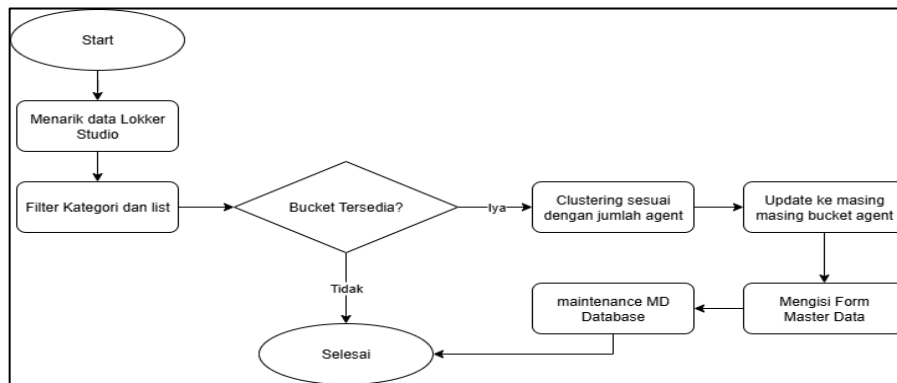 Start
Menarik data Lokker
Studio
Filter Kategori dan list
Bucket Tersedia?
Iya
Clustering sesuai
dengan jumlah agent
Update ke masing
masing bucket agent
Tidak
maintenance MD
Database
Mengisi Form
Master Data
Selesai